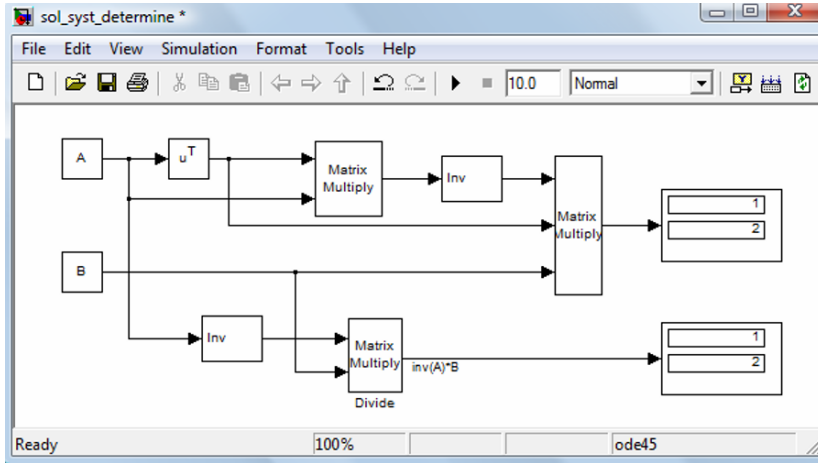 sol_syst_determine *
File Edit View Simulation Format Tools Help
10.0 Normal
A
u^T
Matrix
Multiply
Inv
Matrix
Multiply
1
2
B
Inv
Matrix
Multiply
inv(A)*B
Divide
1
2
Ready 100% ode45